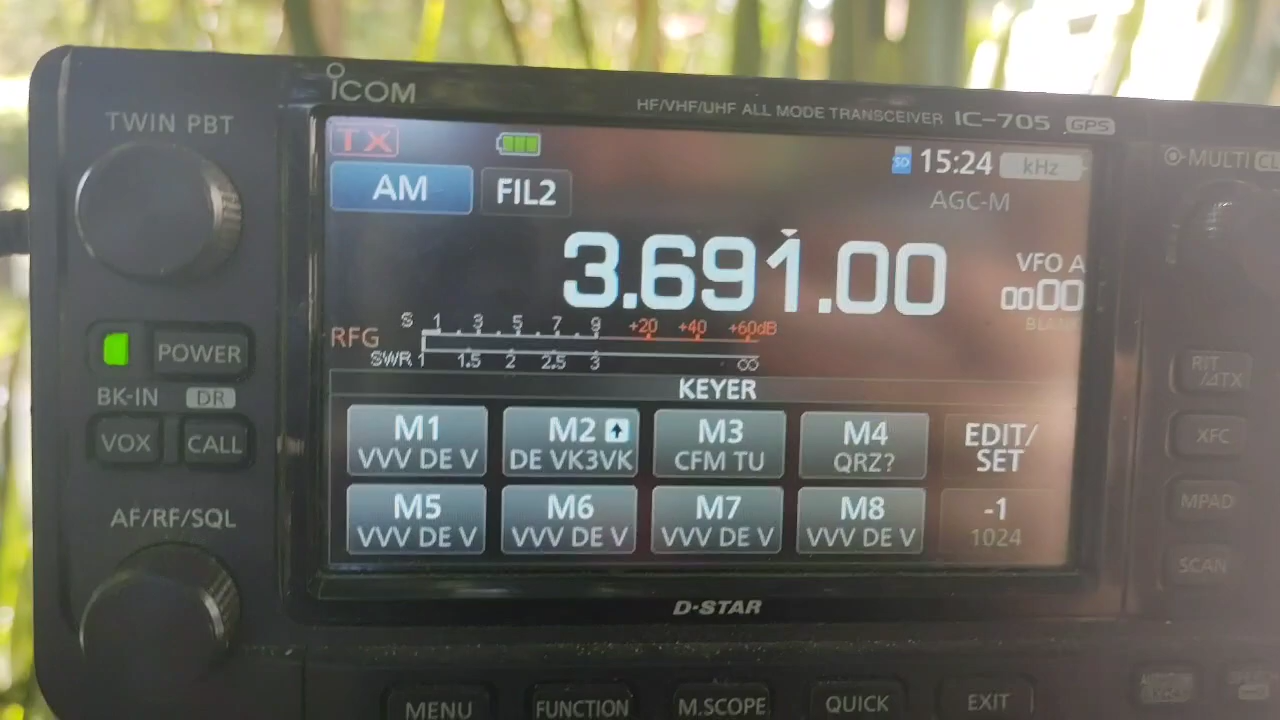 ICOM
HF/VHF/UHF ALL MODE TRANSCEIVER IC-705 GPS
TWIN PBT
MULTI
TX
SD 15:24 kHz
AM FIL2
AGC-M
3.691.00
VFO A
0000
BLANK
S 1 3 5 7 9 +20 +40 +60dB
RFG
SWR 1 1.5 2 2.5 3 ∞
POWER
BK-IN DR
VOX CALL
AF/RF/SQL
KEYER
M1 M2 M3 M4 EDIT/
VVV DE V DE VK3VK CFM TU QRZ? SET
M5 M6 M7 M8 -1
VVV DE V VVV DE V VVV DE V VVV DE V 1024
RIT
/⊿TX
XFC
MPAD
SCAN
D-STAR
MENU FUNCTION M.SCOPE QUICK EXIT